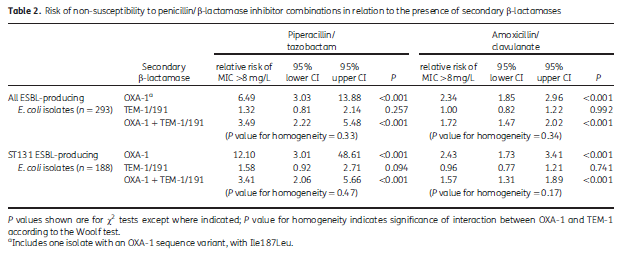 Table 2. Risk of non-susceptibility to penicillin/β-lactamase inhibitor combinations in relation to the presence of secondary β-lactamases
Piperacillin/ Amoxicillin/
tazobactam clavulanate
Secondary relative risk of 95% 95% relative risk of 95% 95%
β-lactamase MIC >8 mg/L lower CI upper CI P MIC >8 mg/L lower CI upper CI P
All ESBL-producing OXA-1ᵃ 6.49 3.03 13.88 <0.001 2.34 1.85 2.96 <0.001
E. coli isolates (n = 293) TEM-1/191 1.32 0.81 2.14 0.257 1.00 0.82 1.22 0.992
OXA-1 + TEM-1/191 3.49 2.22 5.48 <0.001 1.72 1.47 2.02 <0.001
(P value for homogeneity = 0.33) (P value for homogeneity = 0.34)
ST131 ESBL-producing OXA-1 12.10 3.01 48.61 <0.001 2.43 1.73 3.41 <0.001
E. coli isolates (n = 188) TEM-1/191 1.58 0.92 2.71 0.094 0.96 0.77 1.21 0.741
OXA-1 + TEM-1/191 3.41 2.06 5.66 <0.001 1.57 1.31 1.89 <0.001
(P value for homogeneity = 0.47) (P value for homogeneity = 0.17)
P values shown are for χ² tests except where indicated; P value for homogeneity indicates significance of interaction between OXA-1 and TEM-1
according to the Woolf test.
ᵃIncludes one isolate with an OXA-1 sequence variant, with Ile187Leu.